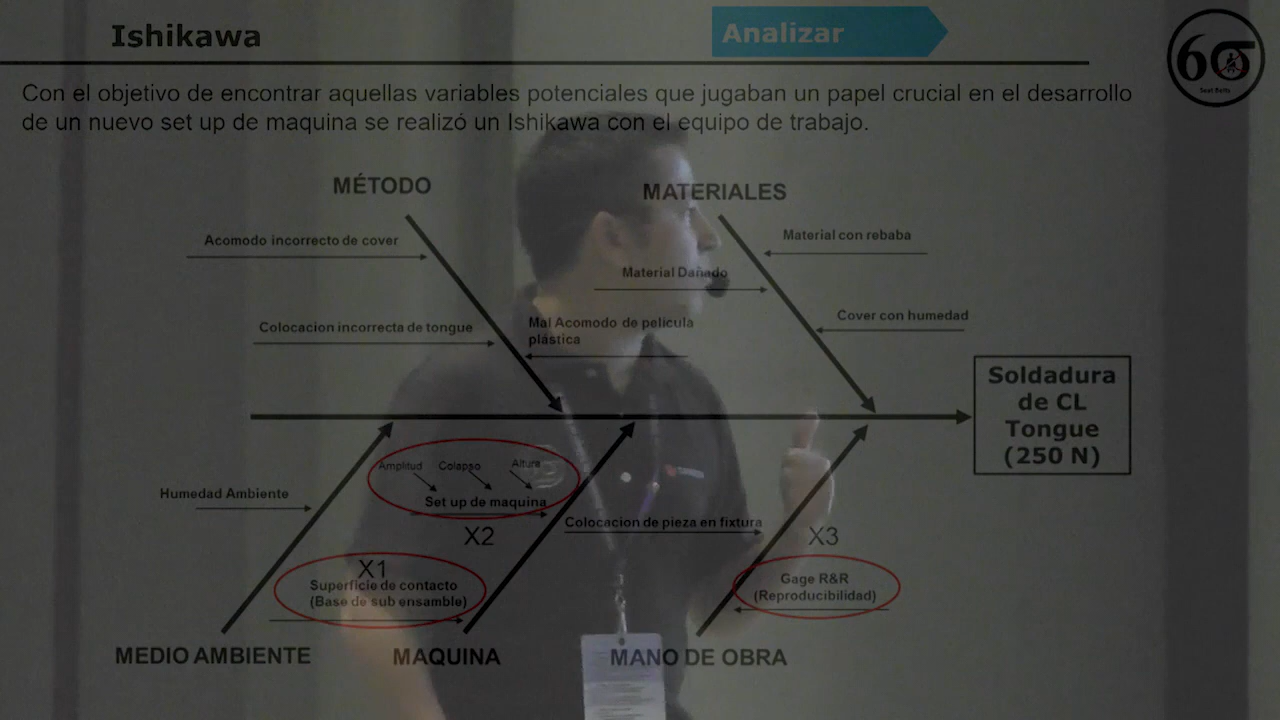 Ishikawa
Analizar
6σ
Seat Belts
Con el objetivo de encontrar aquellas variables potenciales que jugaban un papel crucial en el desarrollo
de un nuevo set up de maquina se realizó un Ishikawa con el equipo de trabajo.
MÉTODO
MATERIALES
Acomodo incorrecto de cover
Material con rebaba
Material Dañado
Colocacion incorrecta de tongue
Mal Acomodo de pelicula
plástica
Cover con humedad
Soldadura
de CL
Tongue
(250 N)
Amplitud
Colapso
Altura
Set up de maquina
Humedad Ambiente
X2
Colocacion de pieza en fixtura
X3
X1
Superficie de contacto
(Base de sub ensamble)
Gage R&R
(Reproducibilidad)
MEDIO AMBIENTE
MAQUINA
MANO DE OBRA